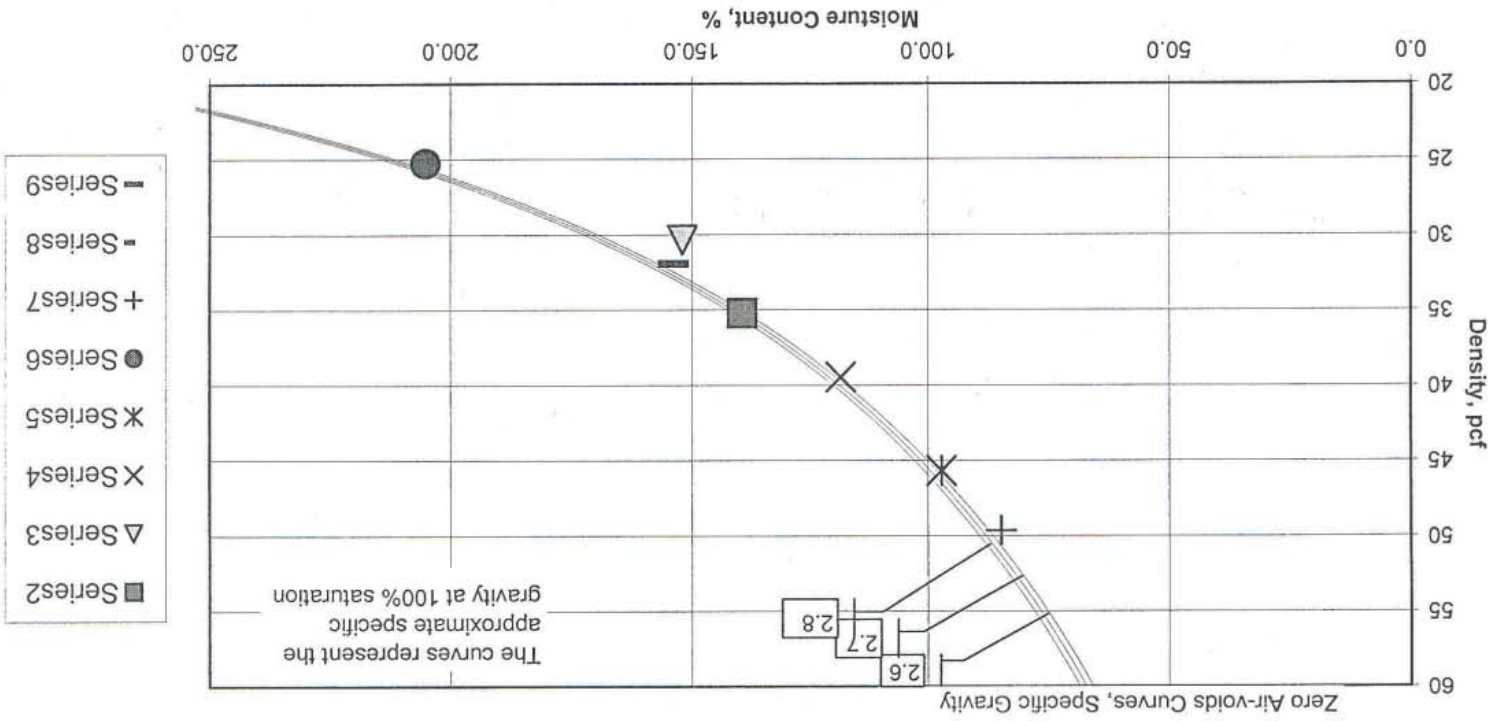 Zero Air-voids Curves, Specific Gravity
60
55
50
45
40
35
30
25
20
Density, pcf
2.6
2.7
2.8
The curves represent the
approximate specific
gravity at 100% saturation
0.0
50.0
100.0
150.0
200.0
250.0
Moisture Content, %
Series2
Series3
Series4
Series5
Series6
Series7
Series8
Series9